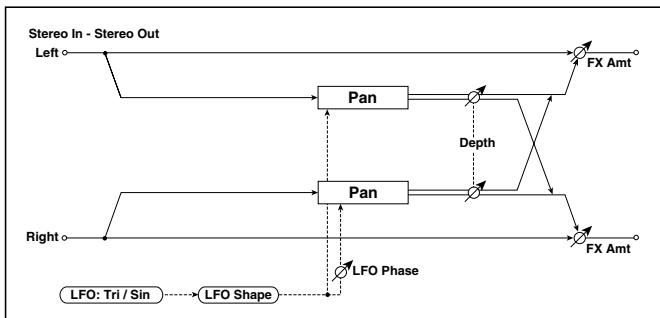 Stereo In - Stereo Out
Left
FX Amt
Pan
Depth
Pan
Right
FX Amt
LFO Phase
LFO: Tri / Sin
LFO Shape